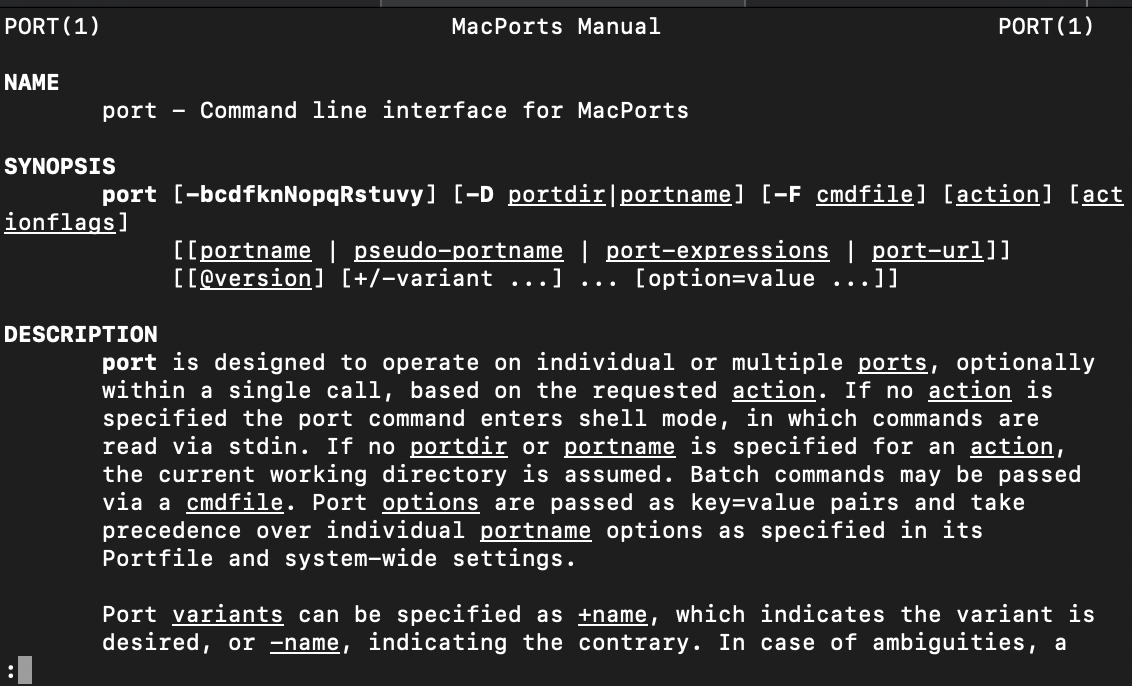 PORT(1) MacPorts Manual PORT(1)
NAME
port – Command line interface for MacPorts
SYNOPSIS
port [-bcdfknNopqRstuvy] [-D portdir|portname] [-F cmdfile] [action] [act
ionflags]
[[portname | pseudo-portname | port-expressions | port-url]]
[[@version] [+/-variant ...] ... [option=value ...]]
DESCRIPTION
port is designed to operate on individual or multiple ports, optionally
within a single call, based on the requested action. If no action is
specified the port command enters shell mode, in which commands are
read via stdin. If no portdir or portname is specified for an action,
the current working directory is assumed. Batch commands may be passed
via a cmdfile. Port options are passed as key=value pairs and take
precedence over individual portname options as specified in its
Portfile and system-wide settings.
Port variants can be specified as +name, which indicates the variant is
desired, or -name, indicating the contrary. In case of ambiguities, a
: